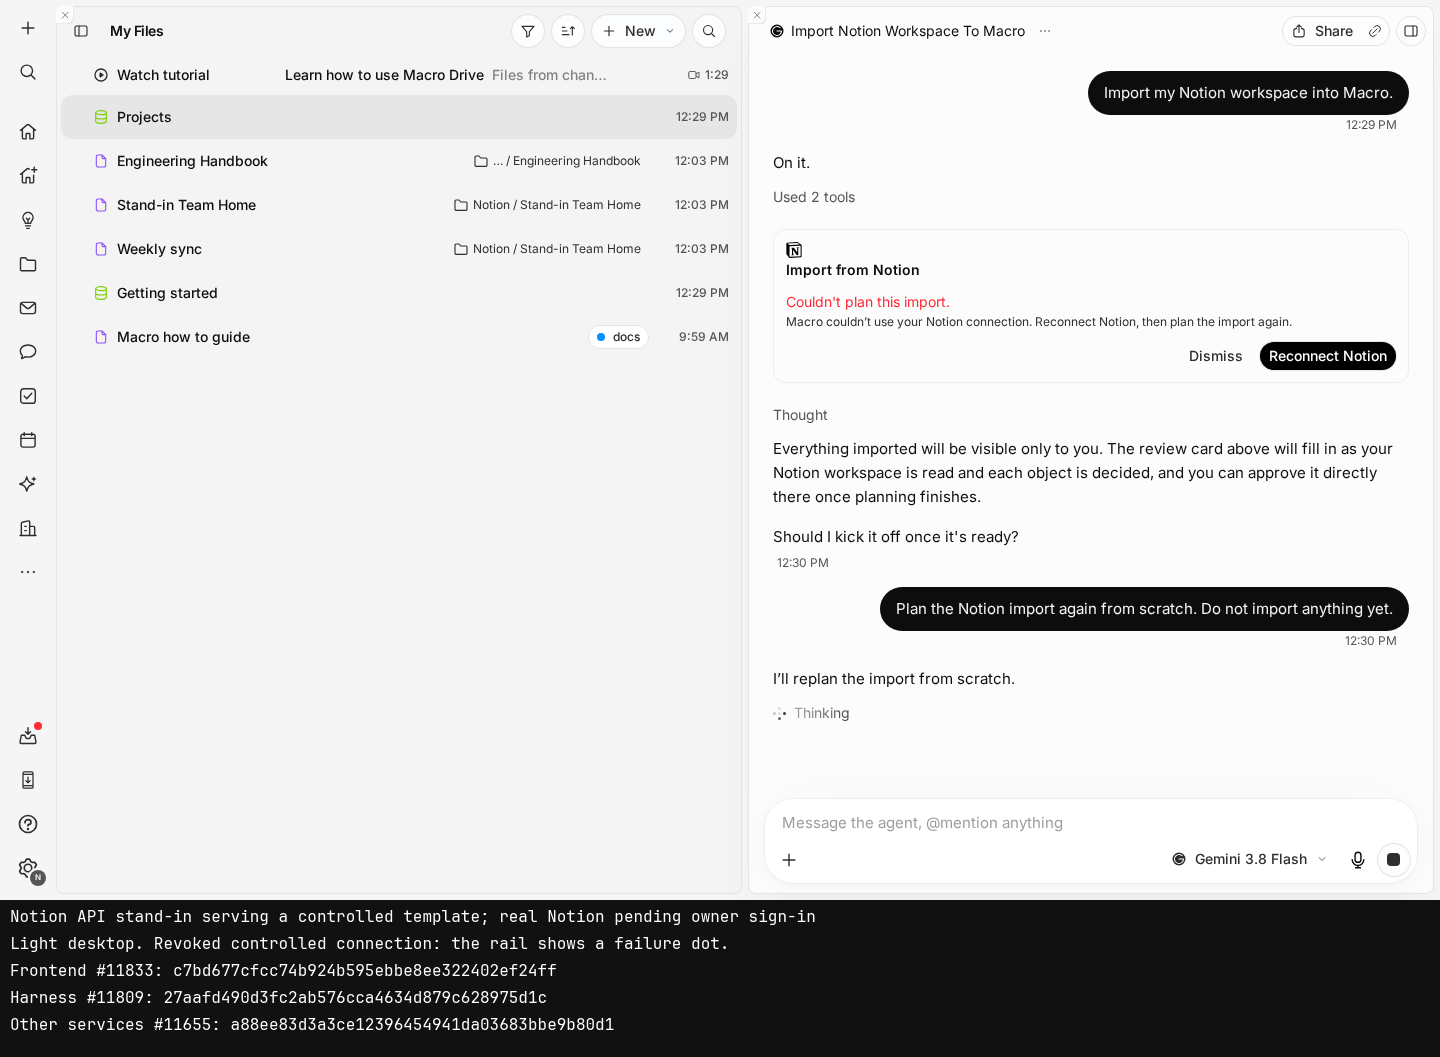 My Files
New
Watch tutorial Learn how to use Macro Drive Files from chan... 1:29
Projects 12:29 PM
Engineering Handbook ... / Engineering Handbook 12:03 PM
Stand-in Team Home Notion / Stand-in Team Home 12:03 PM
Weekly sync Notion / Stand-in Team Home 12:03 PM
Getting started 12:29 PM
Macro how to guide docs 9:59 AM
N
Import Notion Workspace To Macro ...
Share
Import my Notion workspace into Macro.
12:29 PM
On it.
Used 2 tools
Import from Notion
Couldn't plan this import.
Macro couldn’t use your Notion connection. Reconnect Notion, then plan the import again.
Dismiss Reconnect Notion
Thought
Everything imported will be visible only to you. The review card above will fill in as your
Notion workspace is read and each object is decided, and you can approve it directly
there once planning finishes.
Should I kick it off once it's ready?
12:30 PM
Plan the Notion import again from scratch. Do not import anything yet.
12:30 PM
I’ll replan the import from scratch.
Thinking
Message the agent, @mention anything
Gemini 3.8 Flash
Notion API stand-in serving a controlled template; real Notion pending owner sign-in
Light desktop. Revoked controlled connection: the rail shows a failure dot.
Frontend #11833: c7bd677cfcc74b924b595ebbe8ee322402ef24ff
Harness #11809: 27aafd490d3fc2ab576cca4634d879c628975d1c
Other services #11655: a88ee83d3a3ce12396454941da03683bbe9b80d1